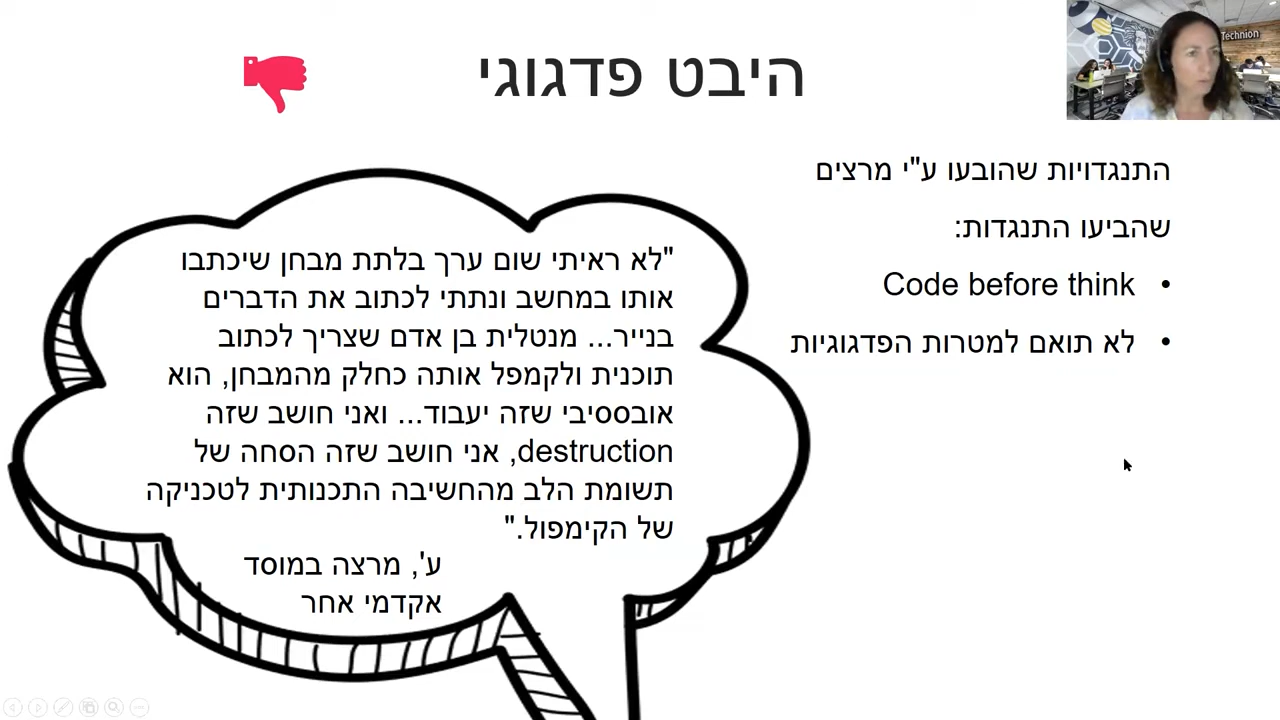 היבט פדגוגי
Technion
התנגדויות שהובעו ע"י מרצים
שהביעו התנגדות:
• Code before think
• לא תואם למטרות הפדגוגיות
"לא ראיתי שום ערך בלתת מבחן שיכתבו
אותו במחשב ונתתי לכתוב את הדברים
בנייר... מנטלית בן אדם שצריך לכתוב
תוכנית ולקמפל אותה כחלק מהמבחן, הוא
אובססיבי שזה יעבוד... ואני חושב שזה
destruction, אני חושב שזה הסחה של
תשומת הלב מהחשיבה התכנותית לטכניקה
של הקימפול."
ע', מרצה במוסד
אקדמי אחר